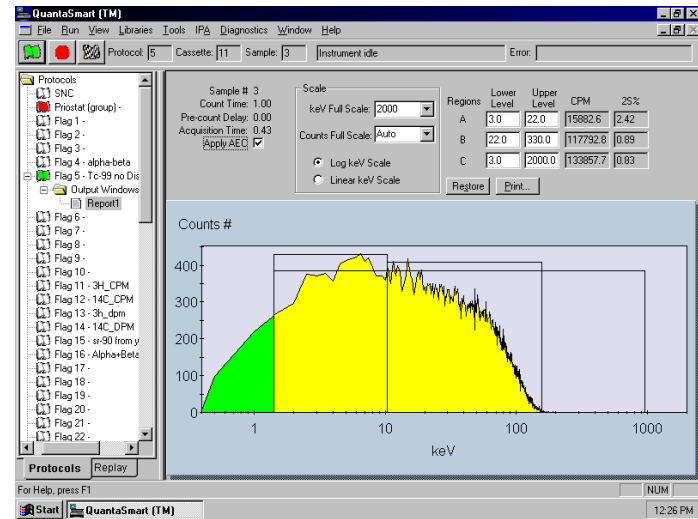 QuantaSmart (TM)
File Run View Libraries Tools IPA Diagnostics Window Help
Protocol: 5 Cassette: 11 Sample: 3 Instrument idle Error:
Protocols
SNC
Priostat (group) -
Flag 1 -
Flag 2 -
Flag 3 -
Flag 4 - alpha-beta
Flag 5 - Tc-99 no Dis
Output Windows
Report1
Flag 6 -
Flag 7 -
Flag 8 -
Flag 9 -
Flag 10 -
Flag 11 - 3H_CPM
Flag 12 - 14C_CPM
Flag 13 - 3h_dpm
Flag 14 - 14C_DPM
Flag 15 - sr-90 from y
Flag 16 - Alpha+Beta
Flag 17 -
Flag 18 -
Flag 19 -
Flag 20 -
Flag 21 -
Flag 22 -
Protocols Replay
Sample # 3
Count Time: 1.00
Pre-count Delay: 0.00
Acquisition Time: 0.43
Apply AEC
Scale
keV Full Scale: 2000
Counts Full Scale: Auto
Log keV Scale
Linear keV Scale
Regions Lower Level Upper Level CPM 2S%
A 3.0 22.0 15882.6 2.42
B 22.0 330.0 117792.8 0.89
C 3.0 2000.0 133857.7 0.83
Restore Print...
Counts #
400
300
200
100
0
1 10 100 1000
keV
For Help, press F1 NUM
Start QuantaSmart (TM) 12:26 PM